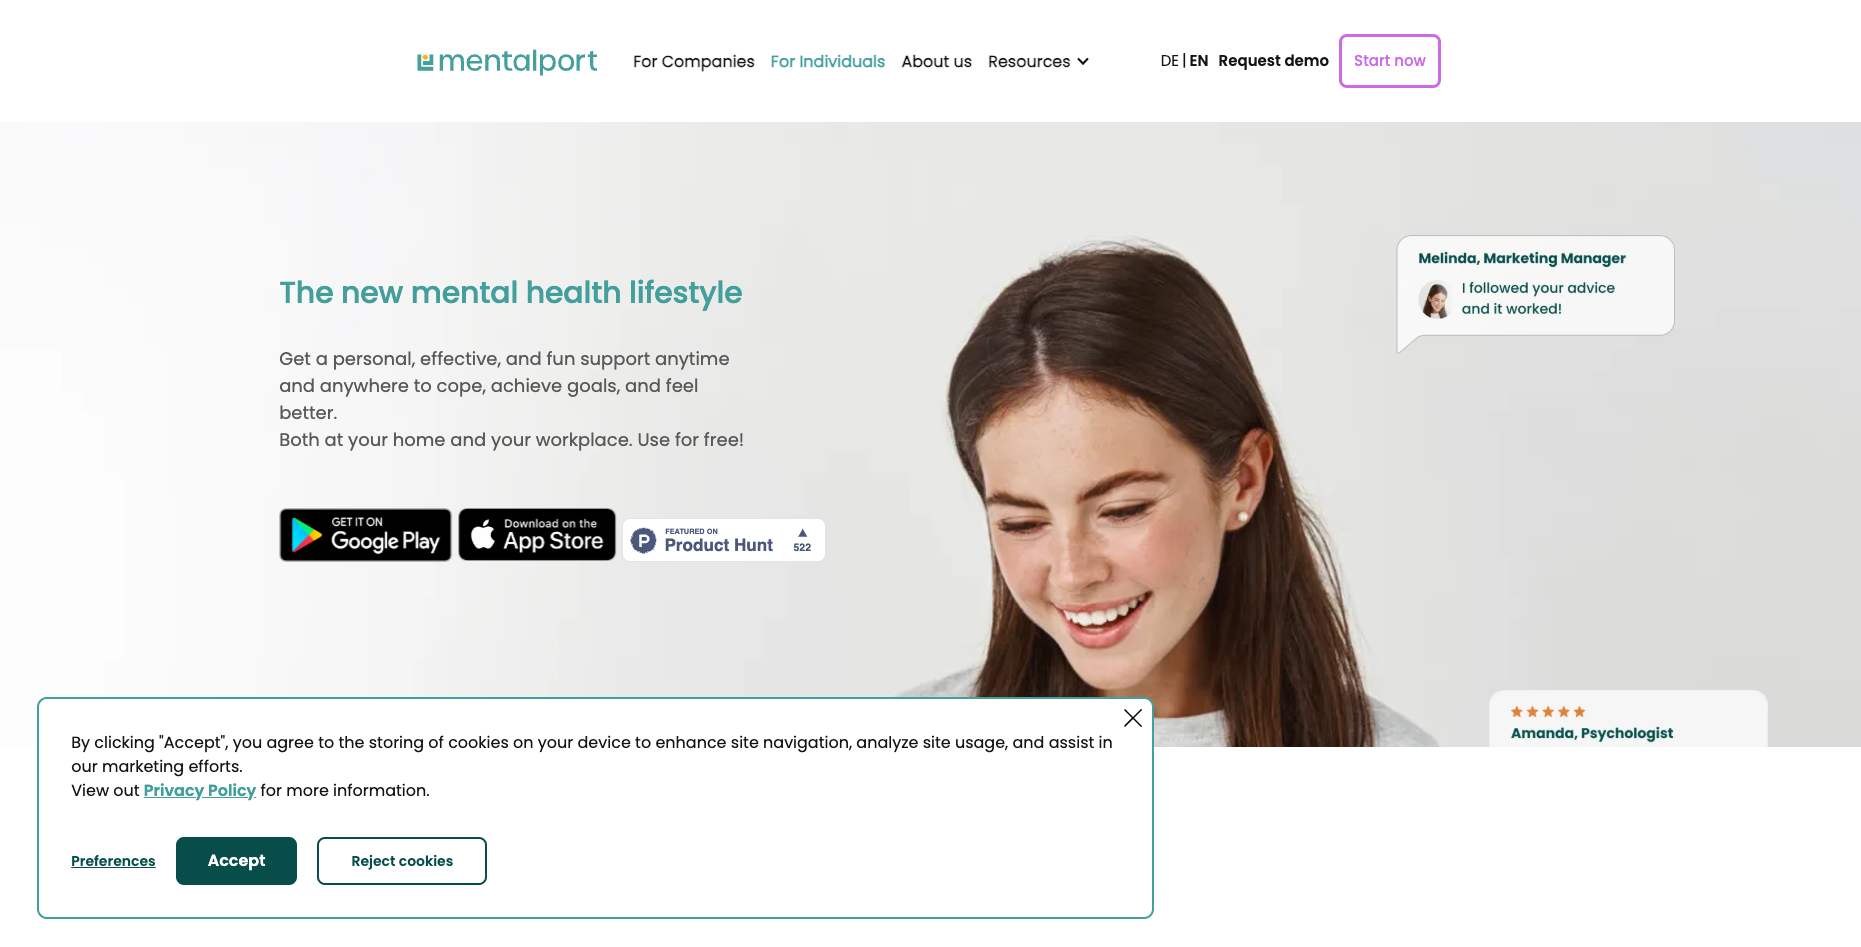 mentalport
For Companies
For Individuals
About us
Resources
DE | EN
Request demo
Start now
The new mental health lifestyle
Get a personal, effective, and fun support anytime
and anywhere to cope, achieve goals, and feel
better.
Both at your home and your workplace. Use for free!
GET IT ON
Google Play
Download on the
App Store
FEATURED ON
Product Hunt
522
Melinda, Marketing Manager
I followed your advice
and it worked!
Amanda, Psychologist
By clicking "Accept", you agree to the storing of cookies on your device to enhance site navigation, analyze site usage, and assist in
our marketing efforts.
View out Privacy Policy for more information.
Preferences
Accept
Reject cookies